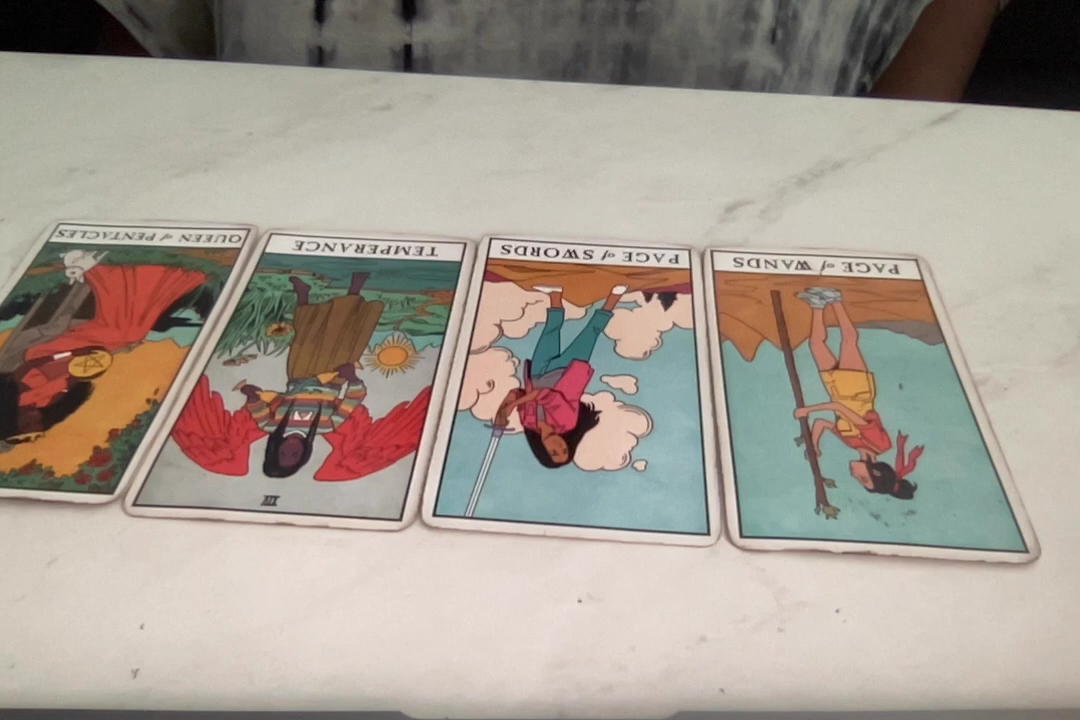 PAGE of WANDS
PAGE of SWORDS
TEMPERANCE
QUEEN of PENTACLES